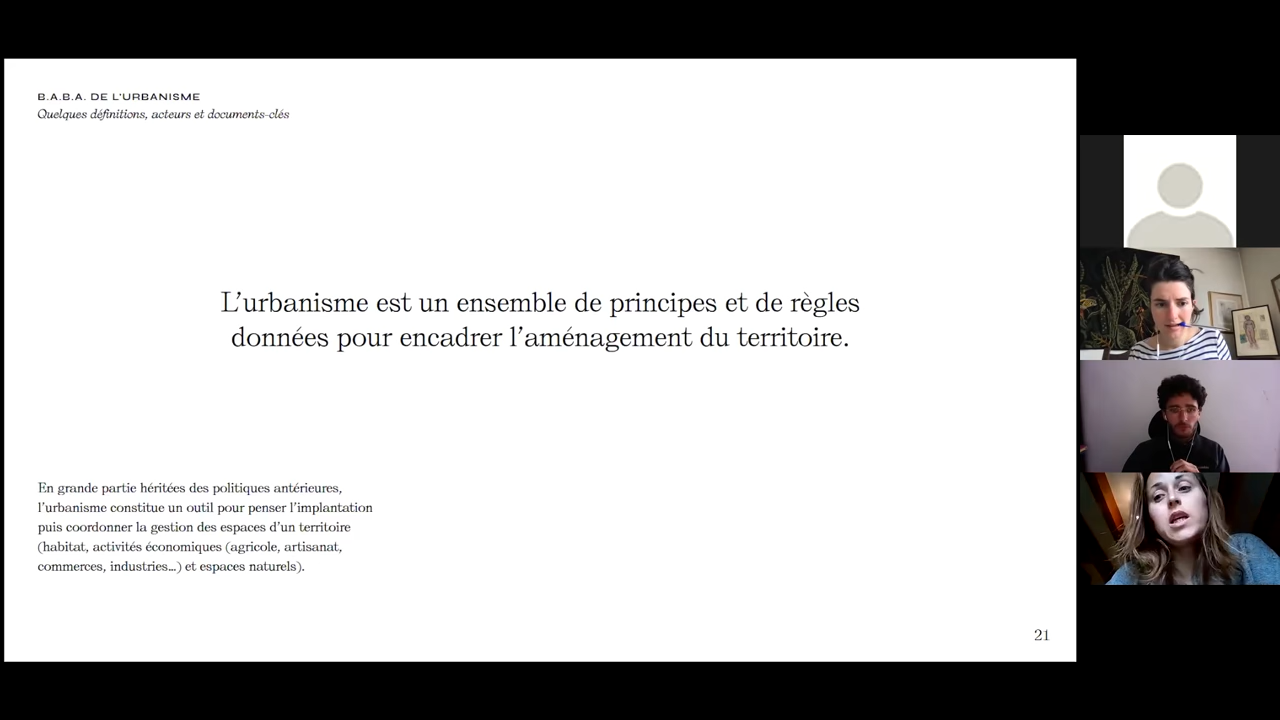 B.A.B.A. DE L'URBANISME
Quelques définitions, acteurs et documents-clés
L'urbanisme est un ensemble de principes et de règles
données pour encadrer l'aménagement du territoire.
En grande partie héritées des politiques antérieures,
l'urbanisme constitue un outil pour penser l'implantation
puis coordonner la gestion des espaces d'un territoire
(habitat, activités économiques (agricole, artisanat,
commerces, industries…) et espaces naturels).
21